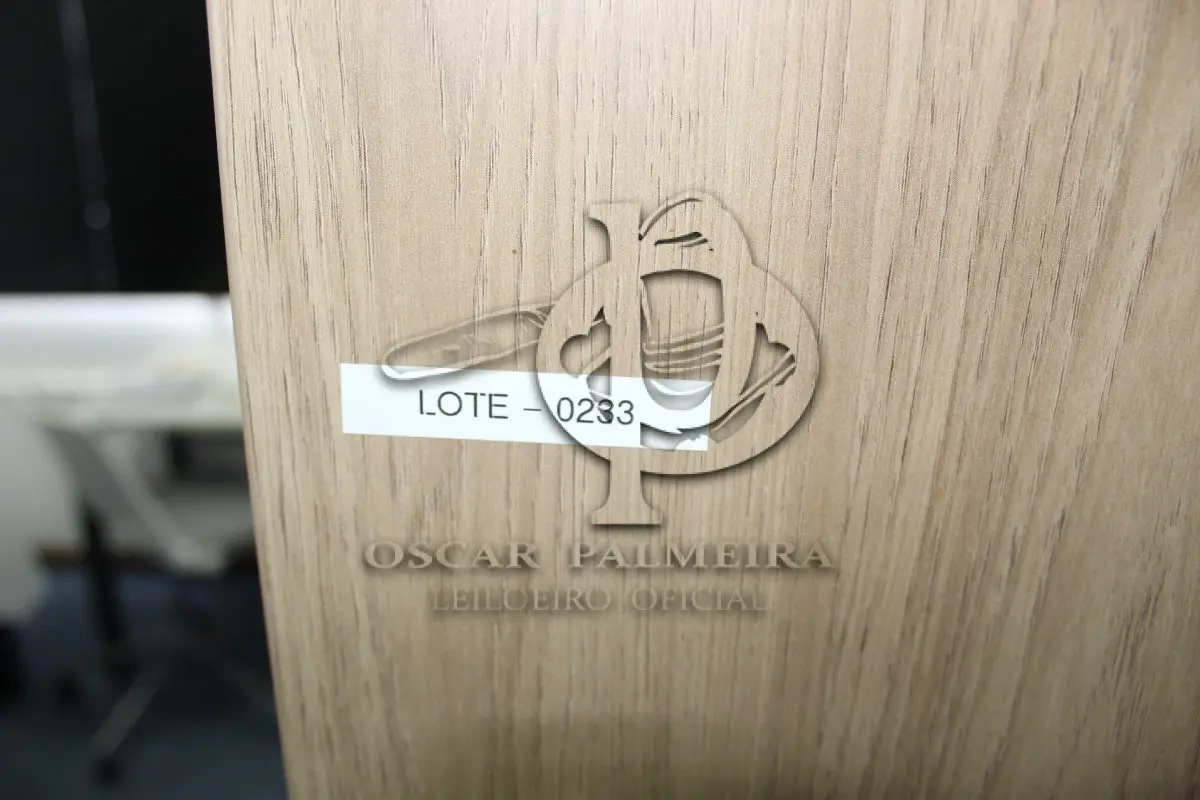 LOTE - 0233
OSCAR PALMEIRA
LEILOEIRO OFICIAL